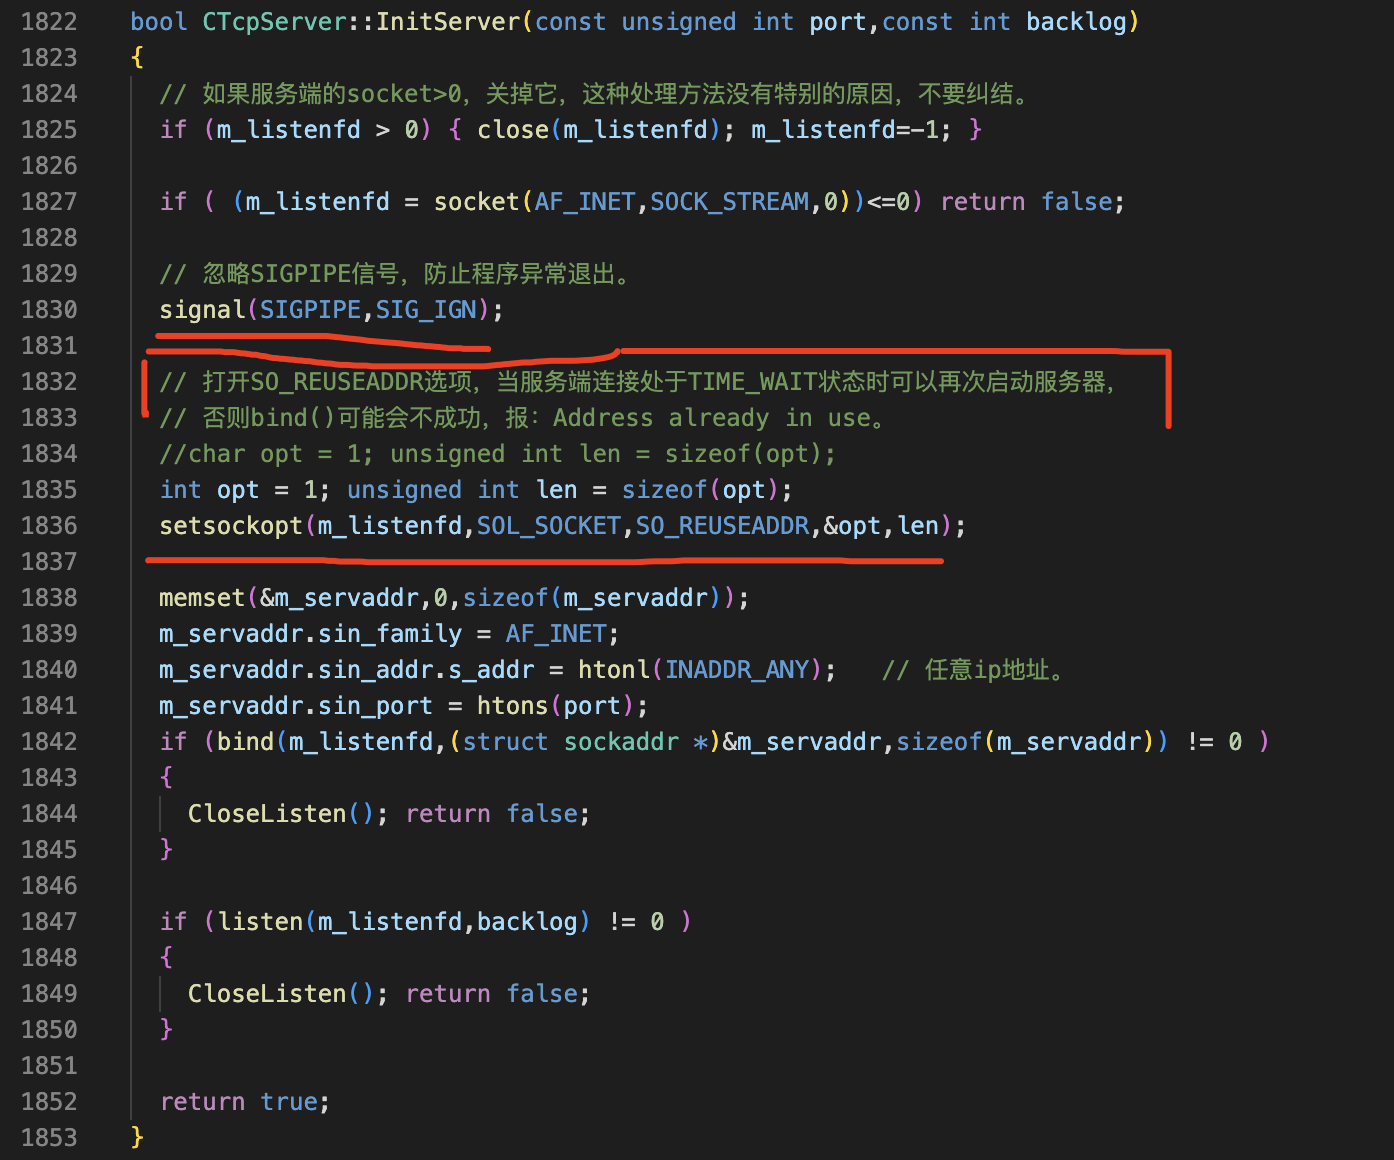 1822 bool CTcpServer::InitServer(const unsigned int port,const int backlog)
1823 {
1824 // 如果服务端的socket>0，关掉它，这种处理方法没有特别的原因，不要纠结。
1825 if (m_listenfd > 0) { close(m_listenfd); m_listenfd=-1; }
1826
1827 if ( (m_listenfd = socket(AF_INET,SOCK_STREAM,0))<=0) return false;
1828
1829 // 忽略SIGPIPE信号，防止程序异常退出。
1830 signal(SIGPIPE,SIG_IGN);
1831
1832 // 打开SO_REUSEADDR选项，当服务端连接处于TIME_WAIT状态时可以再次启动服务器，
1833 // 否则bind()可能会不成功，报：Address already in use。
1834 //char opt = 1; unsigned int len = sizeof(opt);
1835 int opt = 1; unsigned int len = sizeof(opt);
1836 setsockopt(m_listenfd,SOL_SOCKET,SO_REUSEADDR,&opt,len);
1837
1838 memset(&m_servaddr,0,sizeof(m_servaddr));
1839 m_servaddr.sin_family = AF_INET;
1840 m_servaddr.sin_addr.s_addr = htonl(INADDR_ANY); // 任意ip地址。
1841 m_servaddr.sin_port = htons(port);
1842 if (bind(m_listenfd,(struct sockaddr *)&m_servaddr,sizeof(m_servaddr)) != 0 )
1843 {
1844 CloseListen(); return false;
1845 }
1846
1847 if (listen(m_listenfd,backlog) != 0 )
1848 {
1849 CloseListen(); return false;
1850 }
1851
1852 return true;
1853 }